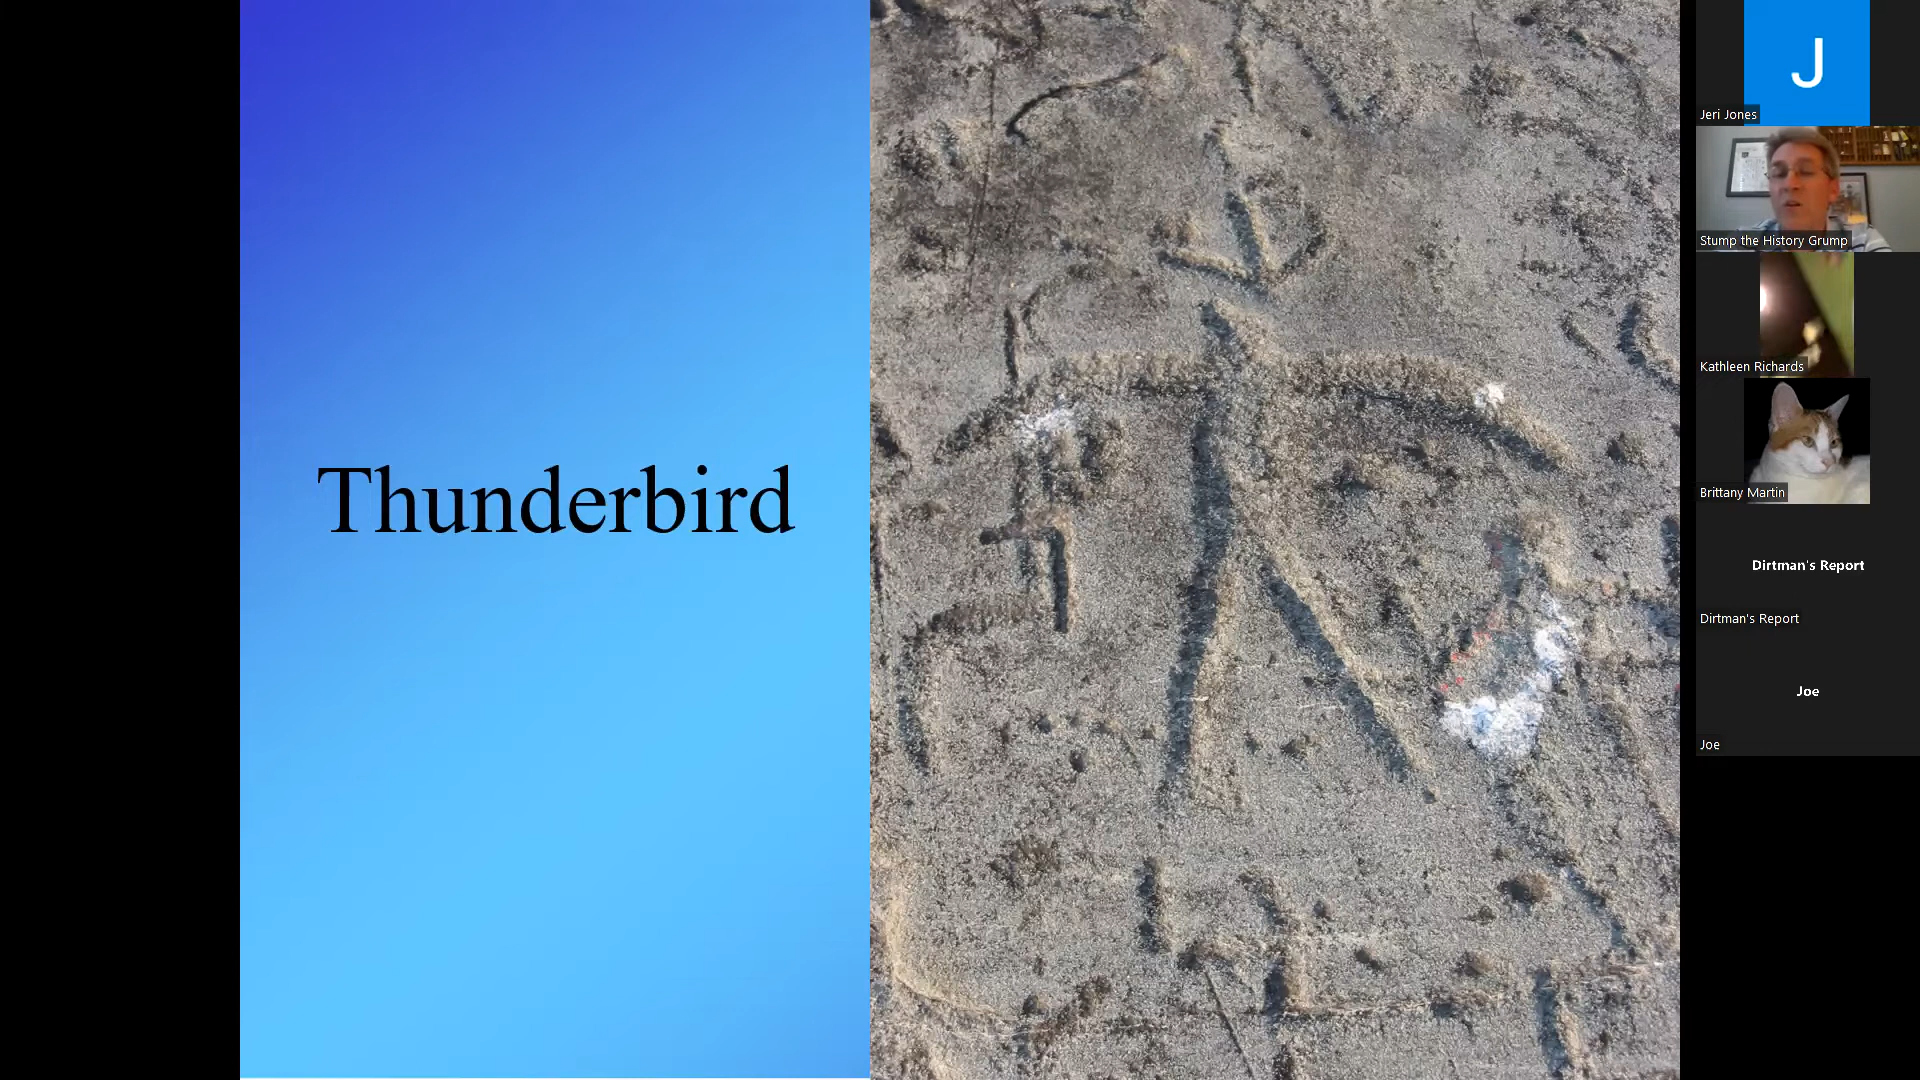 Thunderbird
J
Jeri Jones
Stump the History Grump
Kathleen Richards
Brittany Martin
Dirtman's Report
Dirtman's Report
Joe
Joe